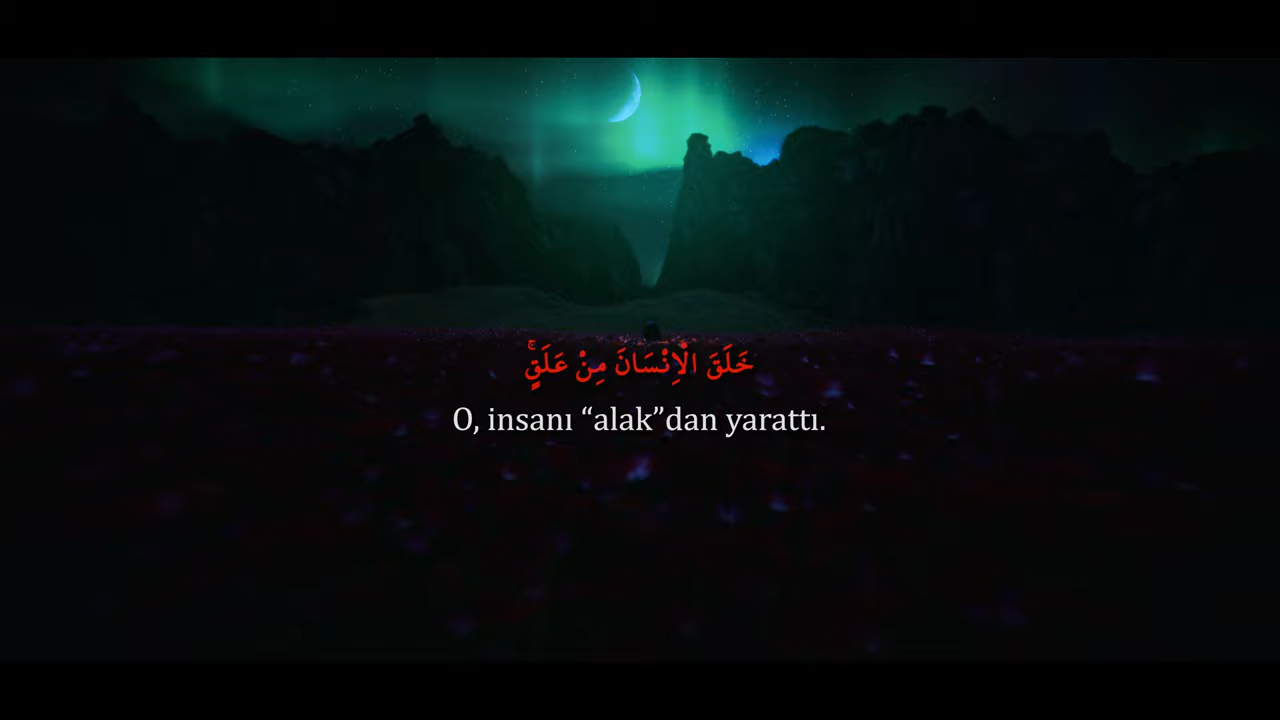 خَلَقَ الْاِنْسَانَ مِنْ عَلَقٍۚ
O, insanı “alak”dan yarattı.